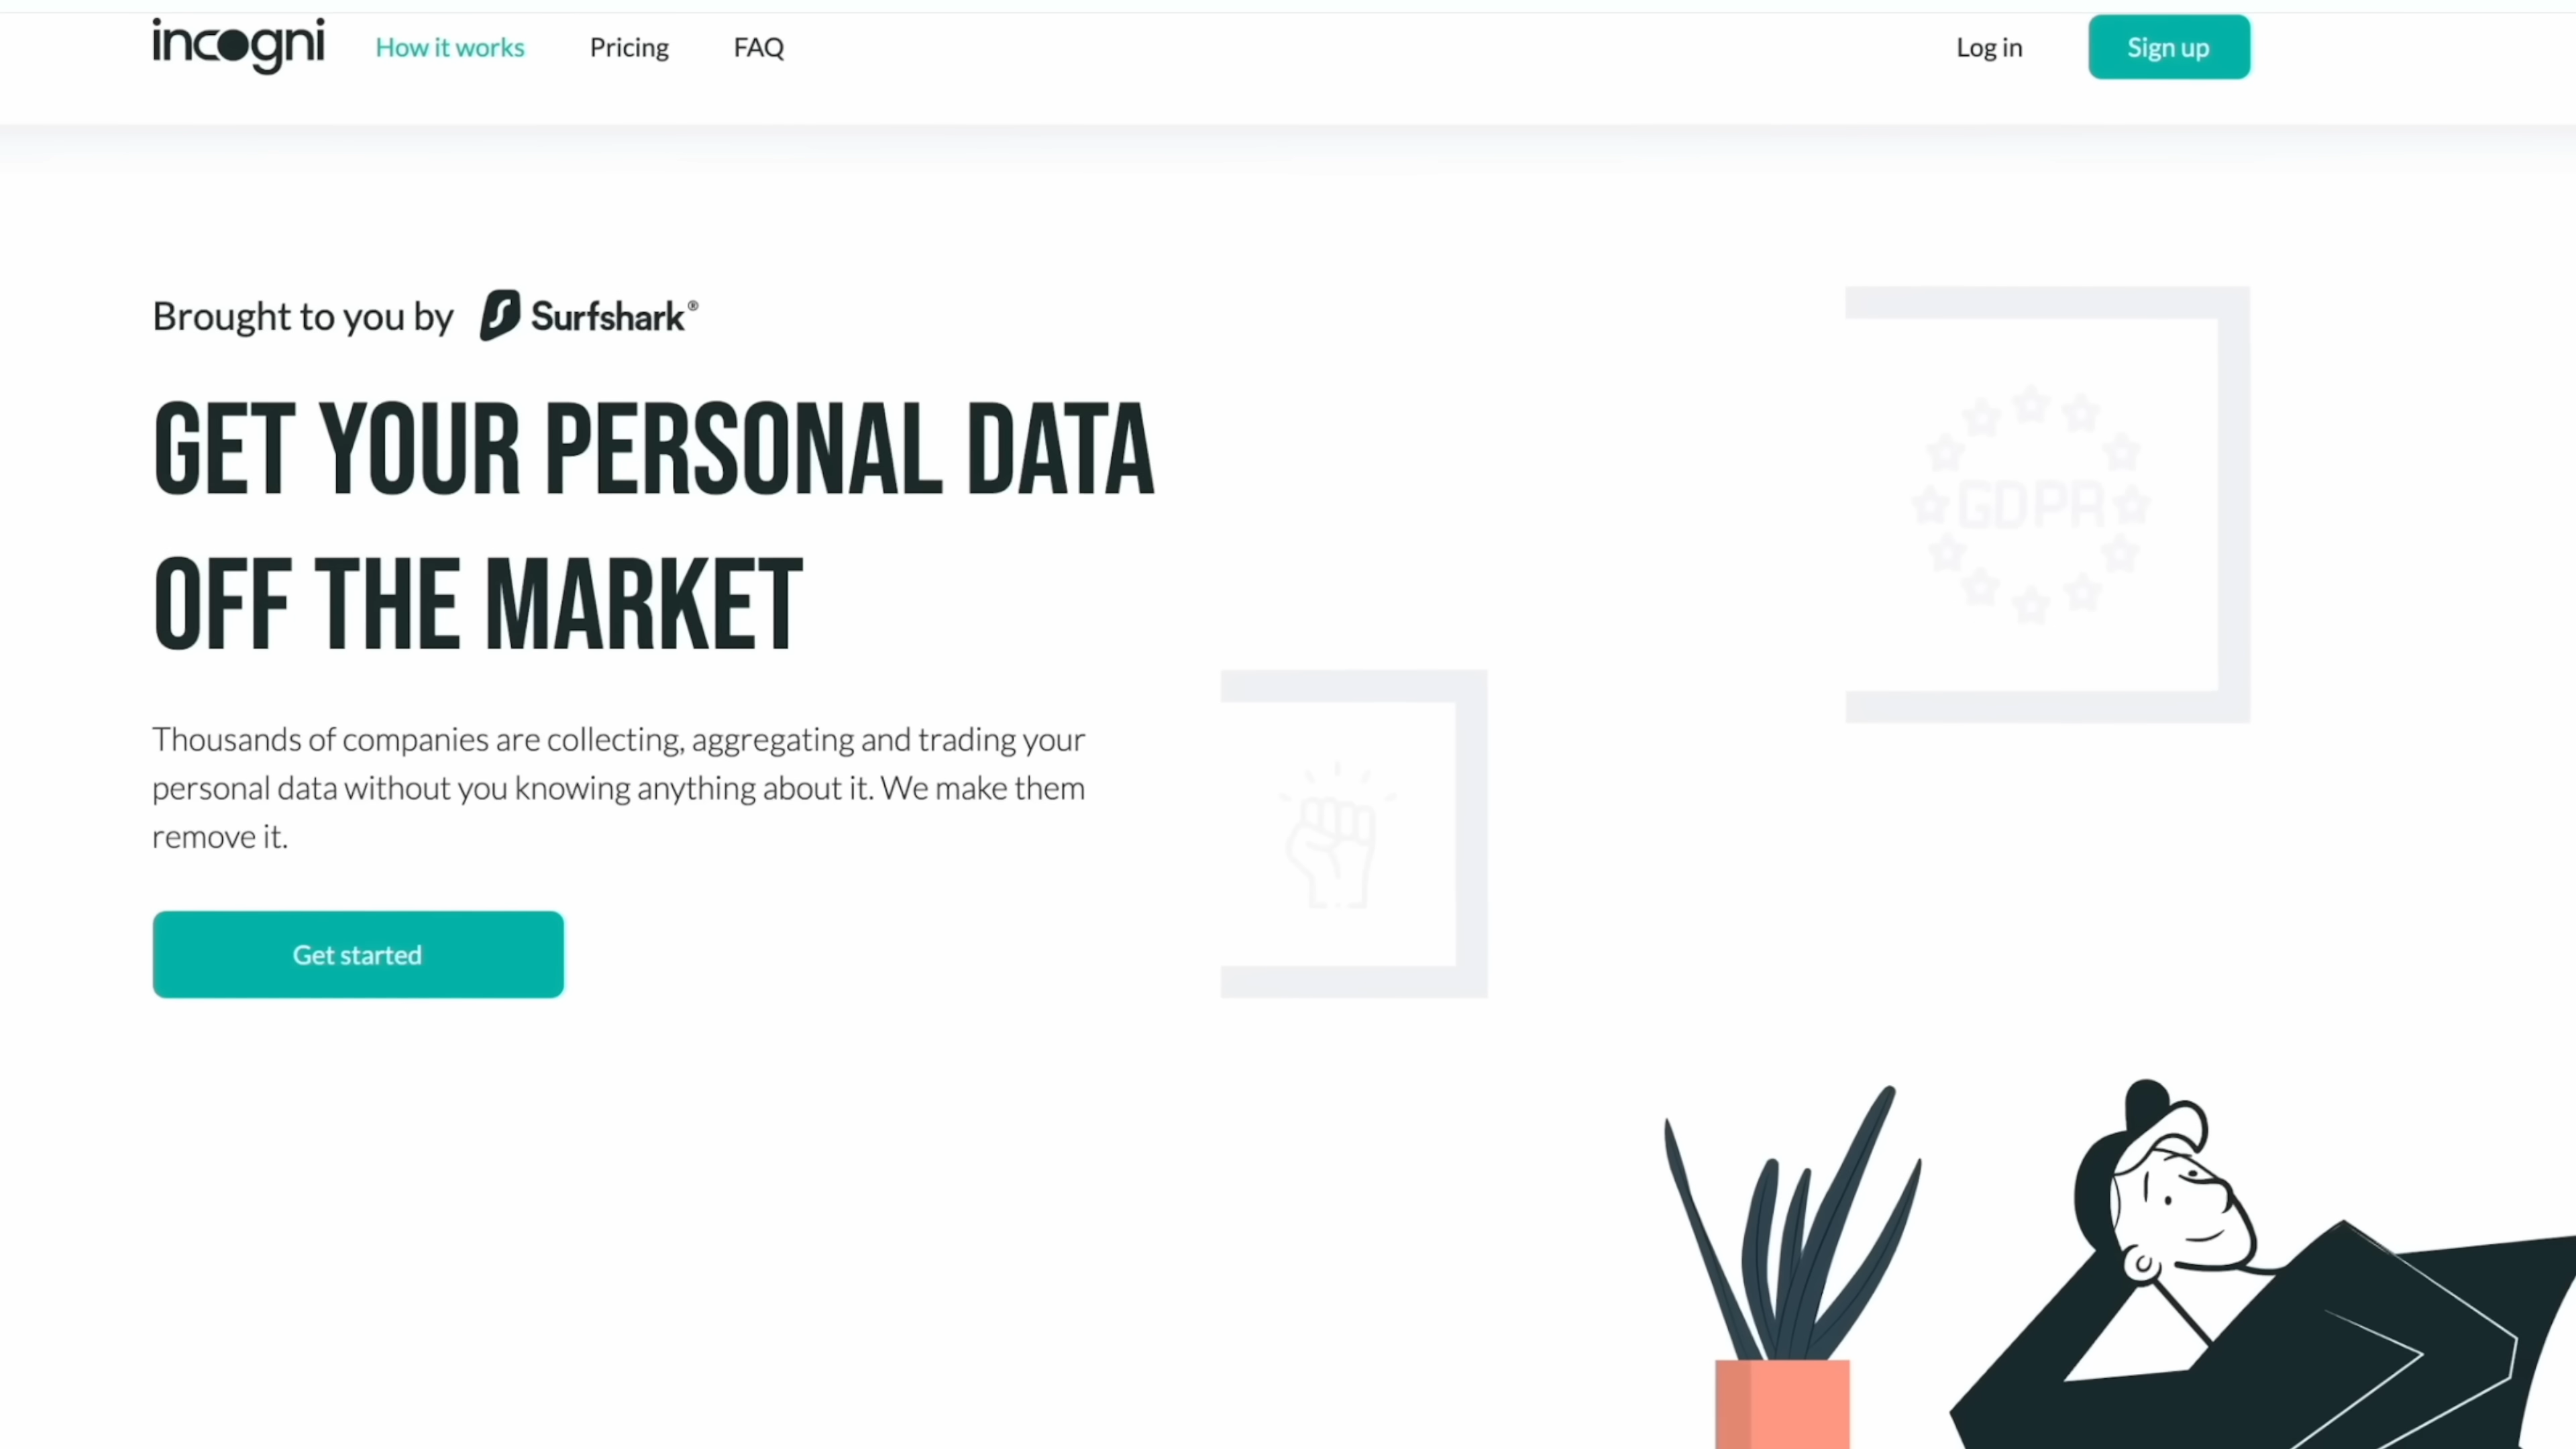 incogni
How it works
Pricing
FAQ
Log in
Sign up
Brought to you by Surfshark®
GET YOUR PERSONAL DATA
OFF THE MARKET
GDPR
Thousands of companies are collecting, aggregating and trading your
personal data without you knowing anything about it. We make them
remove it.
Get started